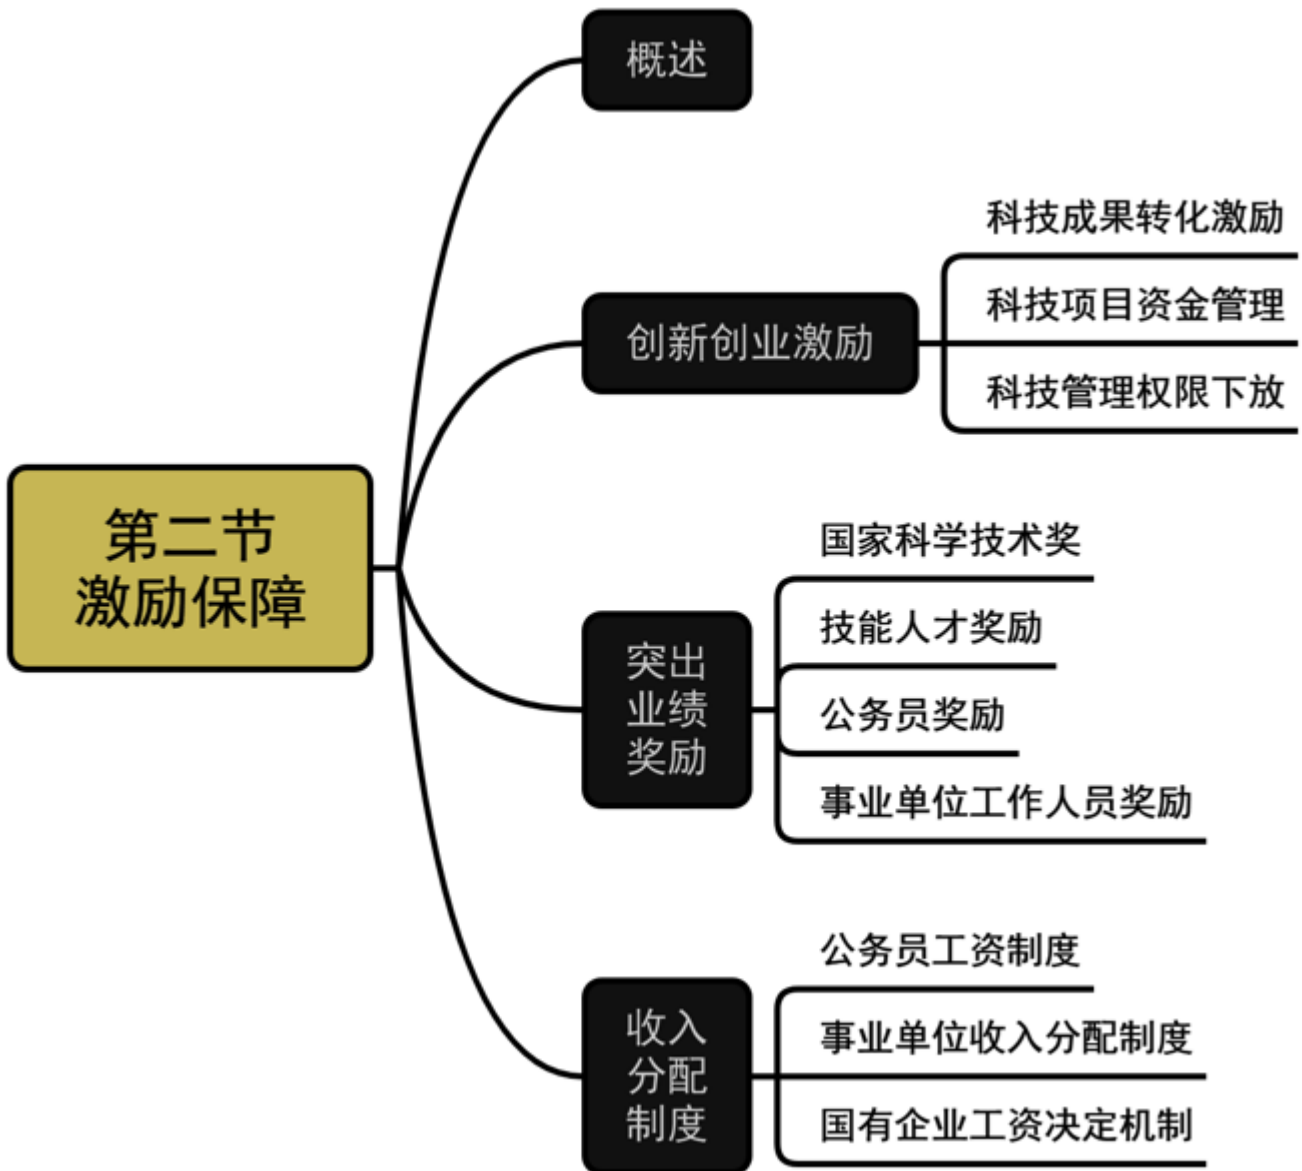 概述
科技成果转化激励
创新创业激励
科技项目资金管理
科技管理权限下放
第二节
激励保障
国家科学技术奖
技能人才奖励
突出
业绩
奖励
公务员奖励
事业单位工作人员奖励
公务员工资制度
收入
分配
制度
事业单位收入分配制度
国有企业工资决定机制